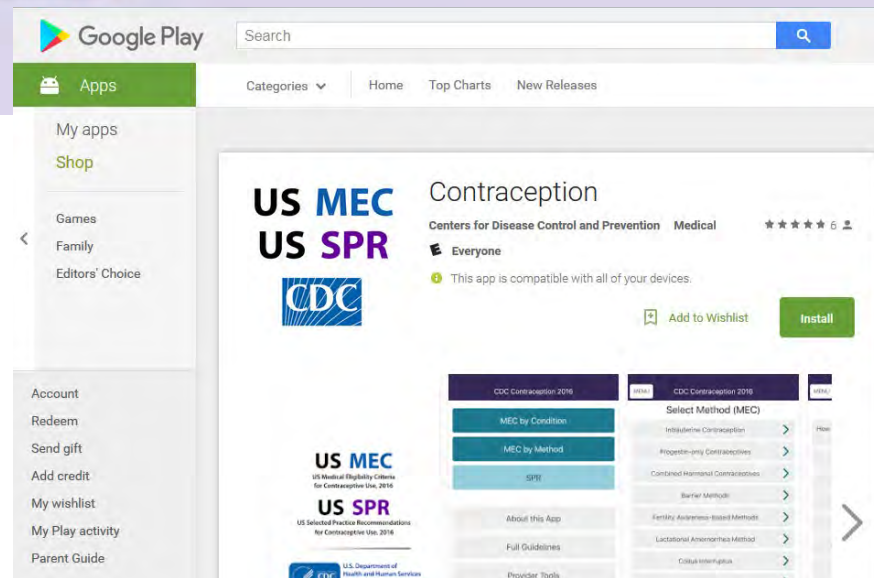 Google Play
Search
Apps
Categories
Home
Top Charts
New Releases
My apps
Shop
Games
Family
Editors' Choice
Account
Redeem
Send gift
Add credit
My wishlist
My Play activity
Parent Guide
US MEC
US SPR
CDC
Contraception
Centers for Disease Control and Prevention Medical 6
E Everyone
This app is compatible with all of your devices.
Add to Wishlist
Install
US MEC
US Medical Eligibility Criteria
for Contraceptive Use, 2016
US SPR
US Selected Practice Recommendations
for Contraceptive Use, 2016
CDC
U.S. Department of
Health and Human Services
CDC Contraception 2016
MEC by Condition
MEC by Method
SPR
About this App
Full Guidelines
Provider Tools
MENU
CDC Contraception 2016
Select Method (MEC)
Intrauterine Contraception
Progestin-only Contraceptives
Combined Hormonal Contraceptives
Barrier Methods
Fertility Awareness-Based Methods
Lactational Amenorrhea Method
Coitus Interruptus
MENU
How